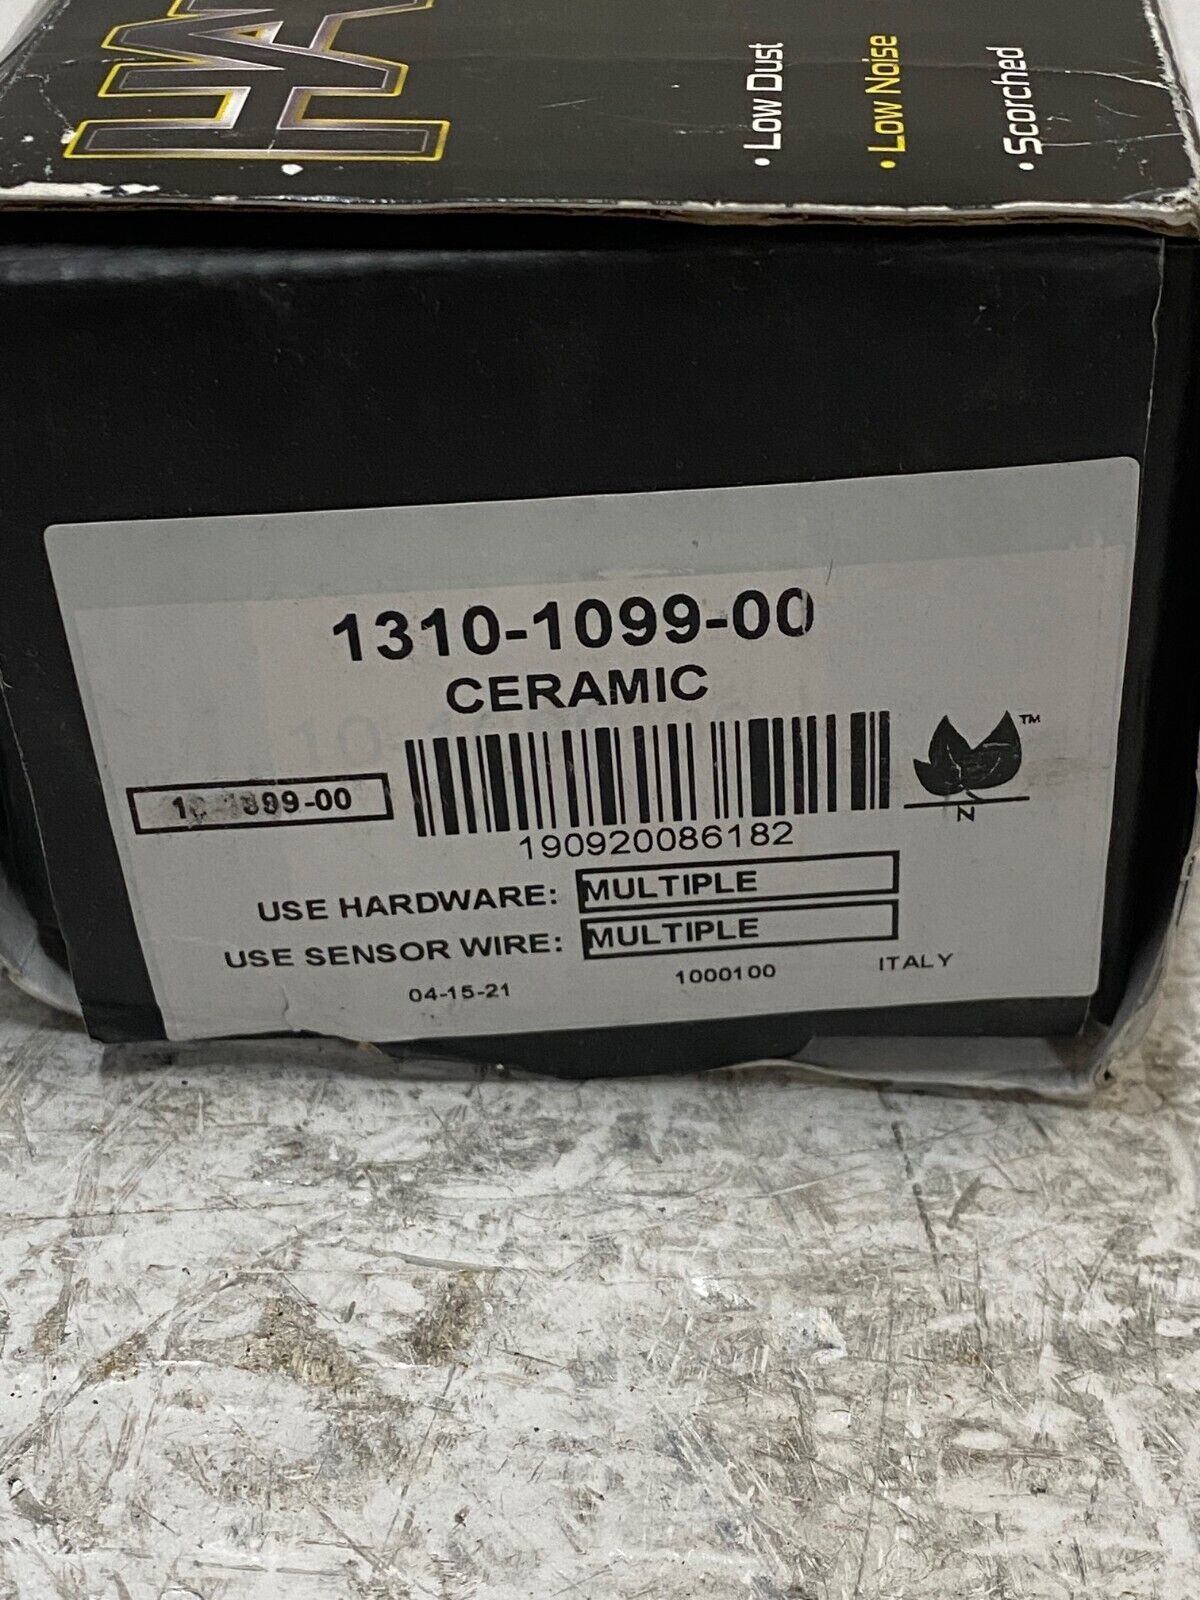 • Low Dust
• Low Noise
• Scorched
1310-1099-00
CERAMIC
TM
N
190920086182
USE HARDWARE: MULTIPLE
USE SENSOR WIRE: MULTIPLE
04-15-21 1000100 ITALY